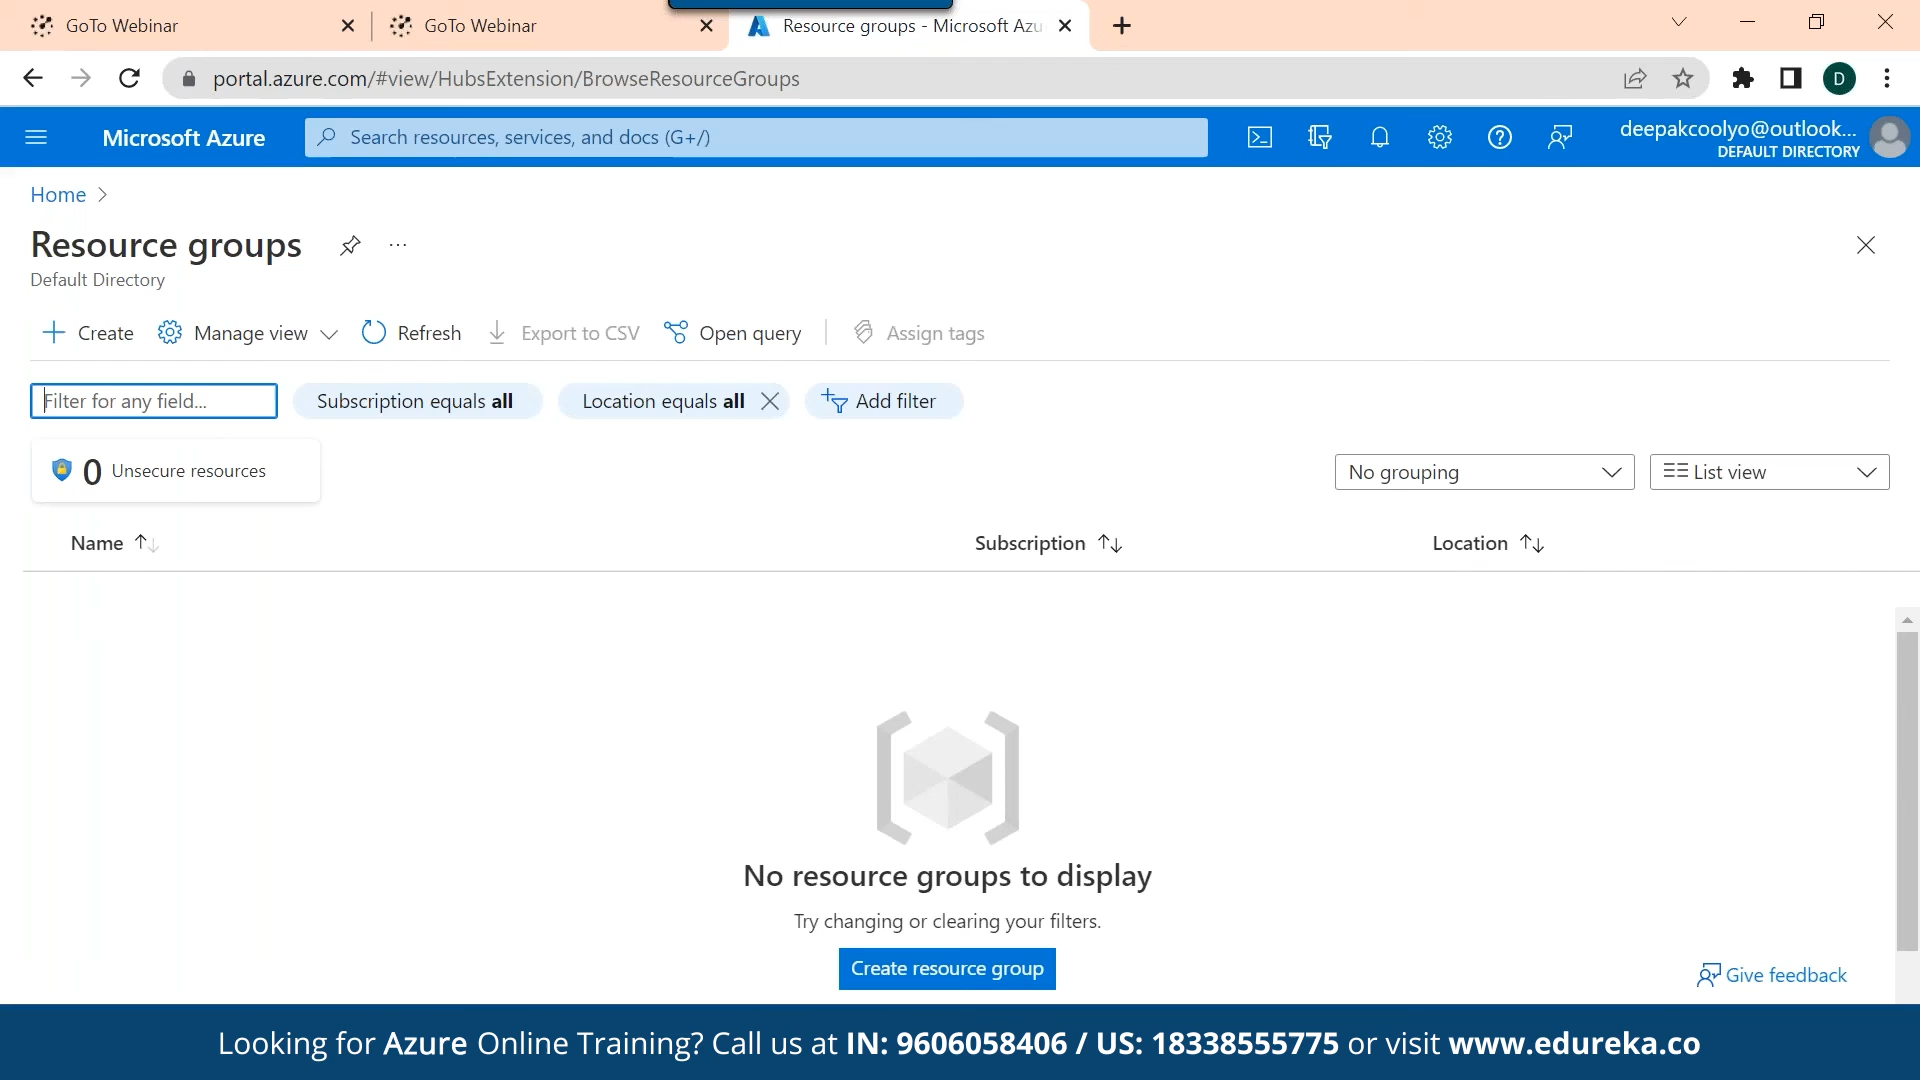 GoTo Webinar
GoTo Webinar
Resource groups - Microsoft Azu
portal.azure.com/#view/HubsExtension/BrowseResourceGroups
D
Microsoft Azure
Search resources, services, and docs (G+/)
deepakcoolyo@outlook...
DEFAULT DIRECTORY
Home
Resource groups
...
Default Directory
Create
Manage view
Refresh
Export to CSV
Open query
Assign tags
Filter for any field...
Subscription equals all
Location equals all
Add filter
0 Unsecure resources
No grouping
List view
Name
Subscription
Location
No resource groups to display
Try changing or clearing your filters.
Create resource group
Give feedback
Looking for Azure Online Training? Call us at IN: 9606058406 / US: 18338555775 or visit www.edureka.co